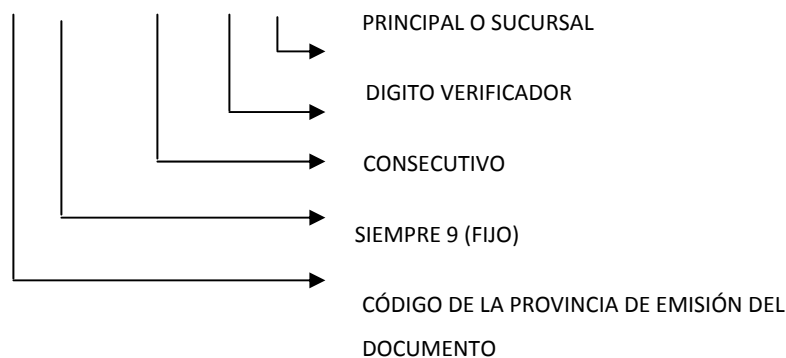 PRINCIPAL O SUCURSAL
DIGITO VERIFICADOR
CONSECUTIVO
SIEMPRE 9 (FIJO)
CÓDIGO DE LA PROVINCIA DE EMISIÓN DEL
DOCUMENTO